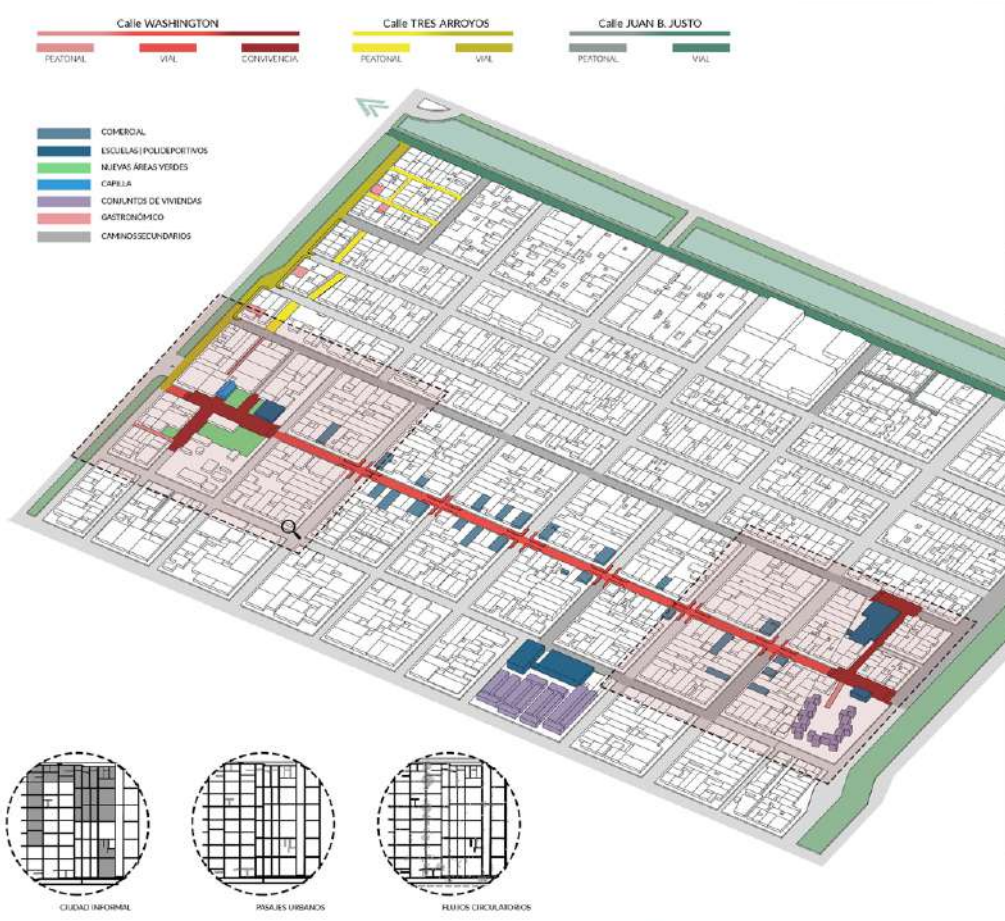 Calle WASHINGTON
PEATONAL VIAL CONVIVENCIA
Calle TRES ARROYOS
PEATONAL VIAL
Calle JUAN B. JUSTO
PEATONAL VIAL
COMERCIAL
ESCUELAS|POLIDEPORTIVOS
NUEVAS ÁREAS VERDES
CAPILLA
CONJUNTOS DE VIVIENDAS
GASTRONÓMICO
CAMINOS SECUNDARIOS
CIUDAD INFORMAL
PASAJES URBANOS
FLUJOS CIRCULATORIOS